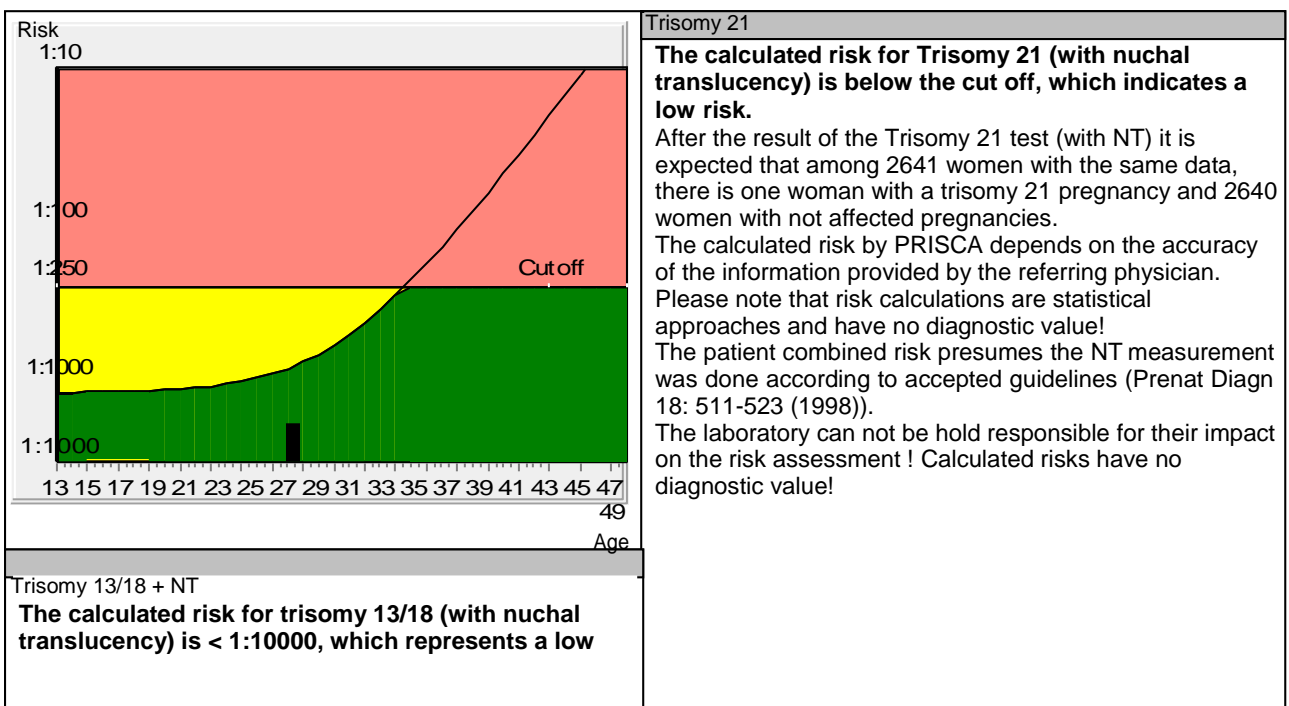 Risk
1:10
1:100
1:250
Cut off
1:1000
1:1000
13 15 17 19 21 23 25 27 29 31 33 35 37 39 41 43 45 47
49
Age
Trisomy 13/18 + NT
The calculated risk for trisomy 13/18 (with nuchal
translucency) is < 1:10000, which represents a low
Trisomy 21
The calculated risk for Trisomy 21 (with nuchal
translucency) is below the cut off, which indicates a
low risk.
After the result of the Trisomy 21 test (with NT) it is
expected that among 2641 women with the same data,
there is one woman with a trisomy 21 pregnancy and 2640
women with not affected pregnancies.
The calculated risk by PRISCA depends on the accuracy
of the information provided by the referring physician.
Please note that risk calculations are statistical
approaches and have no diagnostic value!
The patient combined risk presumes the NT measurement
was done according to accepted guidelines (Prenat Diagn
18: 511-523 (1998)).
The laboratory can not be hold responsible for their impact
on the risk assessment ! Calculated risks have no
diagnostic value!